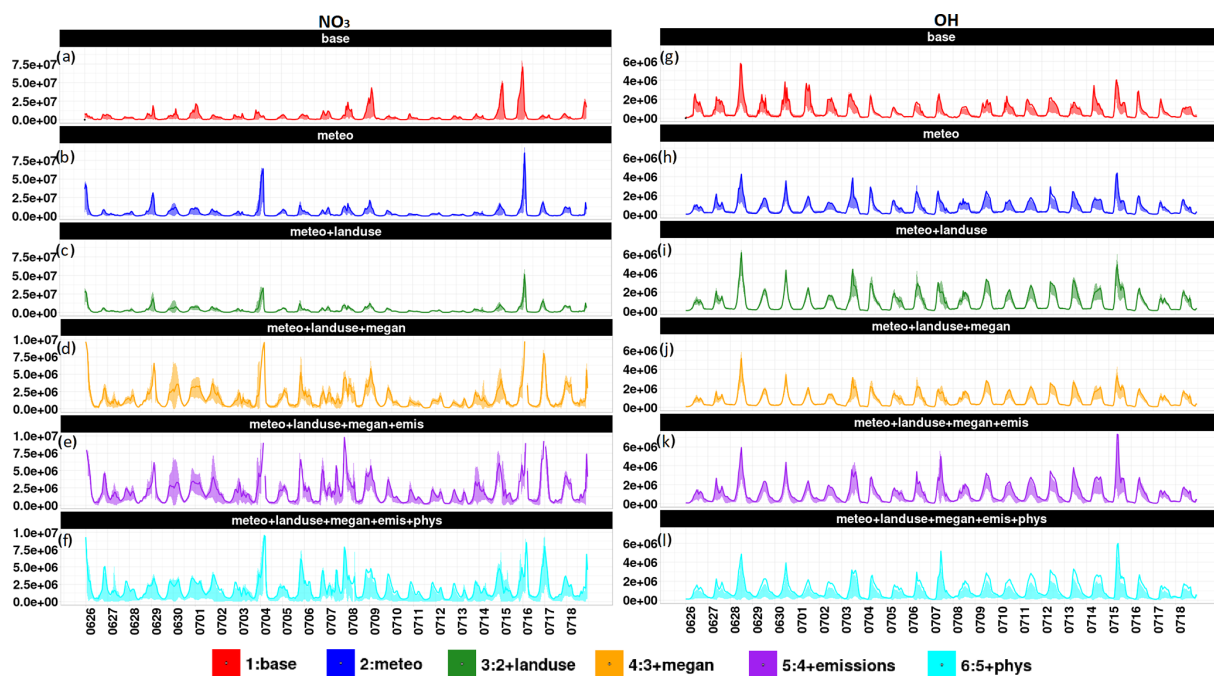 NO₃
base
(a)
7.5e+07
5.0e+07
2.5e+07
0.0e+00
meteo
(b)
7.5e+07
5.0e+07
2.5e+07
0.0e+00
meteo+landuse
(c)
7.5e+07
5.0e+07
2.5e+07
0.0e+00
meteo+landuse+megan
(d)
1.0e+07
7.5e+06
5.0e+06
2.5e+06
0.0e+00
meteo+landuse+megan+emis
(e)
1.0e+07
7.5e+06
5.0e+06
2.5e+06
0.0e+00
meteo+landuse+megan+emis+phys
(f)
1.0e+07
7.5e+06
5.0e+06
2.5e+06
0.0e+00
0626 0627 0628 0629 0630 0701 0702 0703 0704 0705 0706 0707 0708 0709 0710 0711 0712 0713 0714 0715 0716 0717 0718
OH
base
(g)
6e+06
4e+06
2e+06
0e+00
meteo
(h)
6e+06
4e+06
2e+06
0e+00
meteo+landuse
(i)
6e+06
4e+06
2e+06
0e+00
meteo+landuse+megan
(j)
6e+06
4e+06
2e+06
0e+00
meteo+landuse+megan+emis
(k)
6e+06
4e+06
2e+06
0e+00
meteo+landuse+megan+emis+phys
(l)
6e+06
4e+06
2e+06
0e+00
0626 0627 0628 0629 0630 0701 0702 0703 0704 0705 0706 0707 0708 0709 0710 0711 0712 0713 0714 0715 0716 0717 0718
1:base 2:meteo 3:2+landuse 4:3+megan 5:4+emissions 6:5+phys